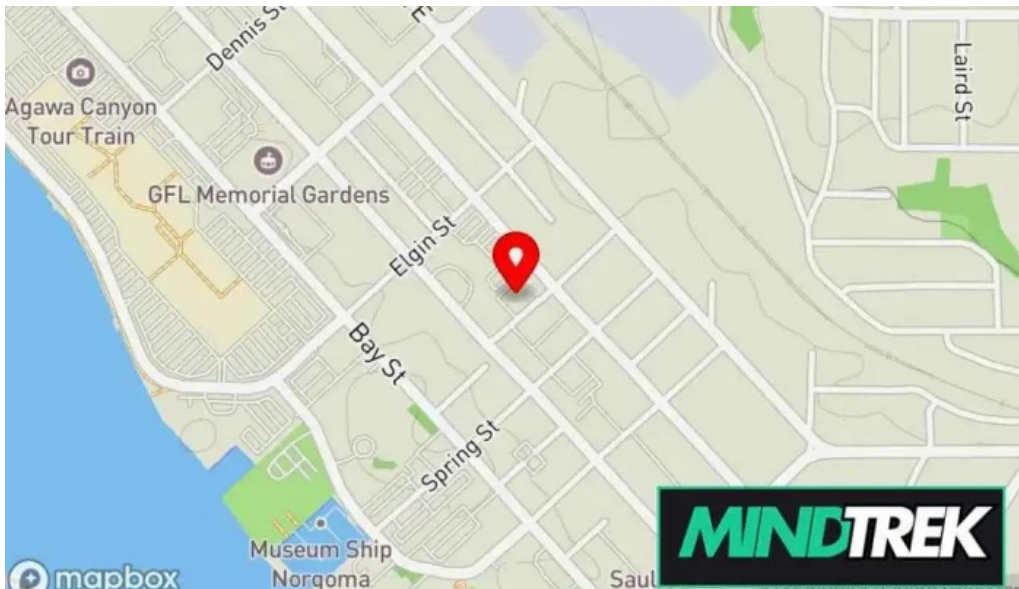 Dennis St
E
Laird St
Agawa Canyon
Tour Train
GFL Memorial Gardens
Elgin St
Bay St
Spring St
MINDTREK
Museum Ship
Norgoma
Saul
mapbox